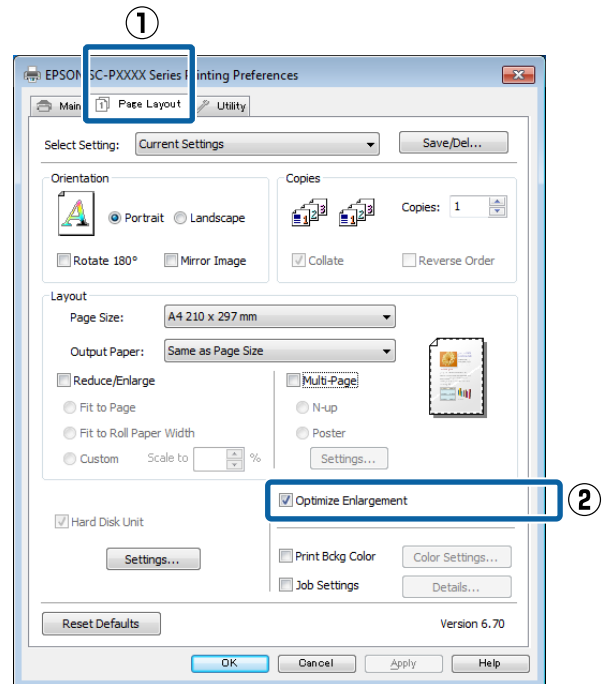 ①
EPSON SC-PXXXX Series Printing Preferences
Main Page Layout Utility
Select Setting: Current Settings Save/Del...
Orientation Copies
Portrait Landscape Copies: 1
Rotate 180° Mirror Image Collate Reverse Order
Layout
Page Size: A4 210 x 297 mm
Output Paper: Same as Page Size
Reduce/Enlarge Multi-Page
Fit to Page N-up
Fit to Roll Paper Width Poster
Custom Scale to % Settings...
Optimize Enlargement ②
Hard Disk Unit
Settings... Print Bckg Color Color Settings...
Job Settings Details...
Reset Defaults Version 6.70
OK Cancel Apply Help